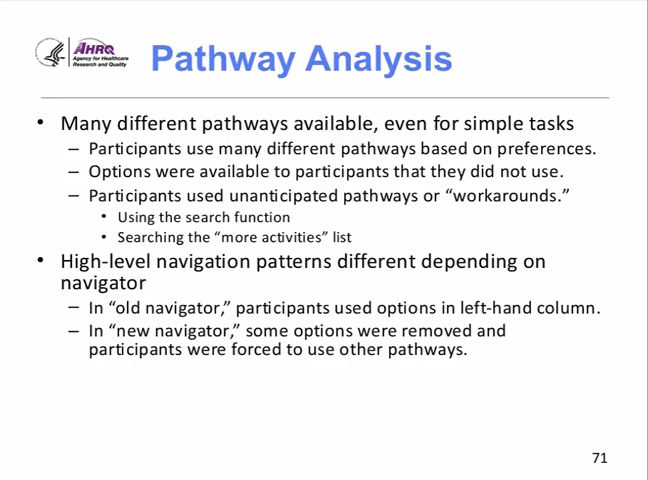 AHRQ
Agency for Healthcare
Research and Quality
Pathway Analysis
• Many different pathways available, even for simple tasks
– Participants use many different pathways based on preferences.
– Options were available to participants that they did not use.
– Participants used unanticipated pathways or “workarounds.”
• Using the search function
• Searching the “more activities” list
• High-level navigation patterns different depending on
navigator
– In “old navigator,” participants used options in left-hand column.
– In “new navigator,” some options were removed and
participants were forced to use other pathways.
71